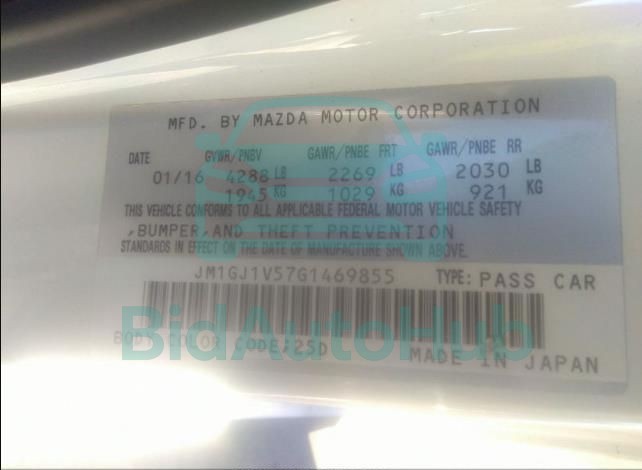 MFD. BY MAZDA MOTOR CORPORATION
DATE GVWR/PNBV GAWR/PNBE FRT GAWR/PNBE RR
01/16 4288 LB 2269 LB 2030 LB
1945 KG 1029 KG 921 KG
THIS VEHICLE CONFORMS TO ALL APPLICABLE FEDERAL MOTOR VEHICLE SAFETY
,BUMPER,AND THEFT PREVENTION
STANDARDS IN EFFECT ON THE DATE OF MANUFACTURE SHOWN ABOVE.
JM1GJ1V57G1469855 TYPE: PASS CAR
BidAutoHub
BODY COLOR CODE:25D MADE IN JAPAN